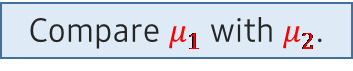 Compare μ₁ with μ₂.